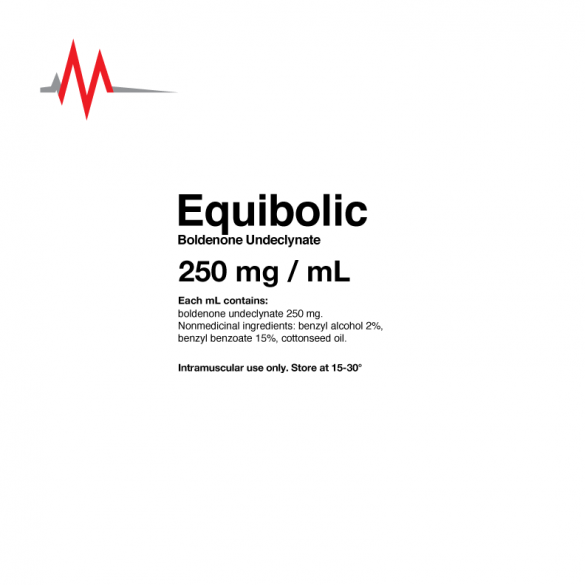 Equibolic
Boldenone Undeclynate
250 mg / mL
Each mL contains:
boldenone undeclynate 250 mg.
Nonmedicinal ingredients: benzyl alcohol 2%,
benzyl benzoate 15%, cottonseed oil.
Intramuscular use only. Store at 15-30°